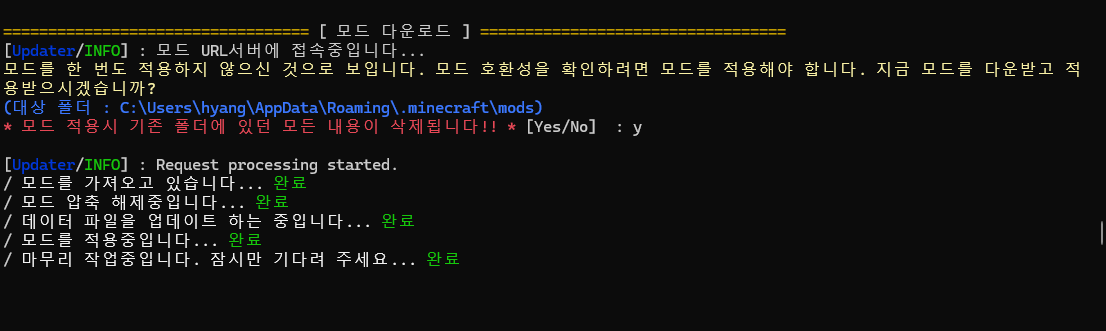 ================================== [ 모드 다운로드 ] ==================================
[Updater/INFO] : 모드 URL서버에 접속중입니다...
모드를 한 번도 적용하지 않으신 것으로 보입니다. 모드 호환성을 확인하려면 모드를 적용해야 합니다. 지금 모드를 다운받고 적
용받으시겠습니까?
(대상 폴더 : C:\Users\hyang\AppData\Roaming\.minecraft\mods)
* 모드 적용시 기존 폴더에 있던 모든 내용이 삭제됩니다!! * [Yes/No]  : y
[Updater/INFO] : Request processing started.
/ 모드를 가져오고 있습니다... 완료
/ 모드 압축 해제중입니다... 완료
/ 데이터 파일을 업데이트 하는 중입니다... 완료
/ 모드를 적용중입니다... 완료
/ 마무리 작업중입니다. 잠시만 기다려 주세요... 완료